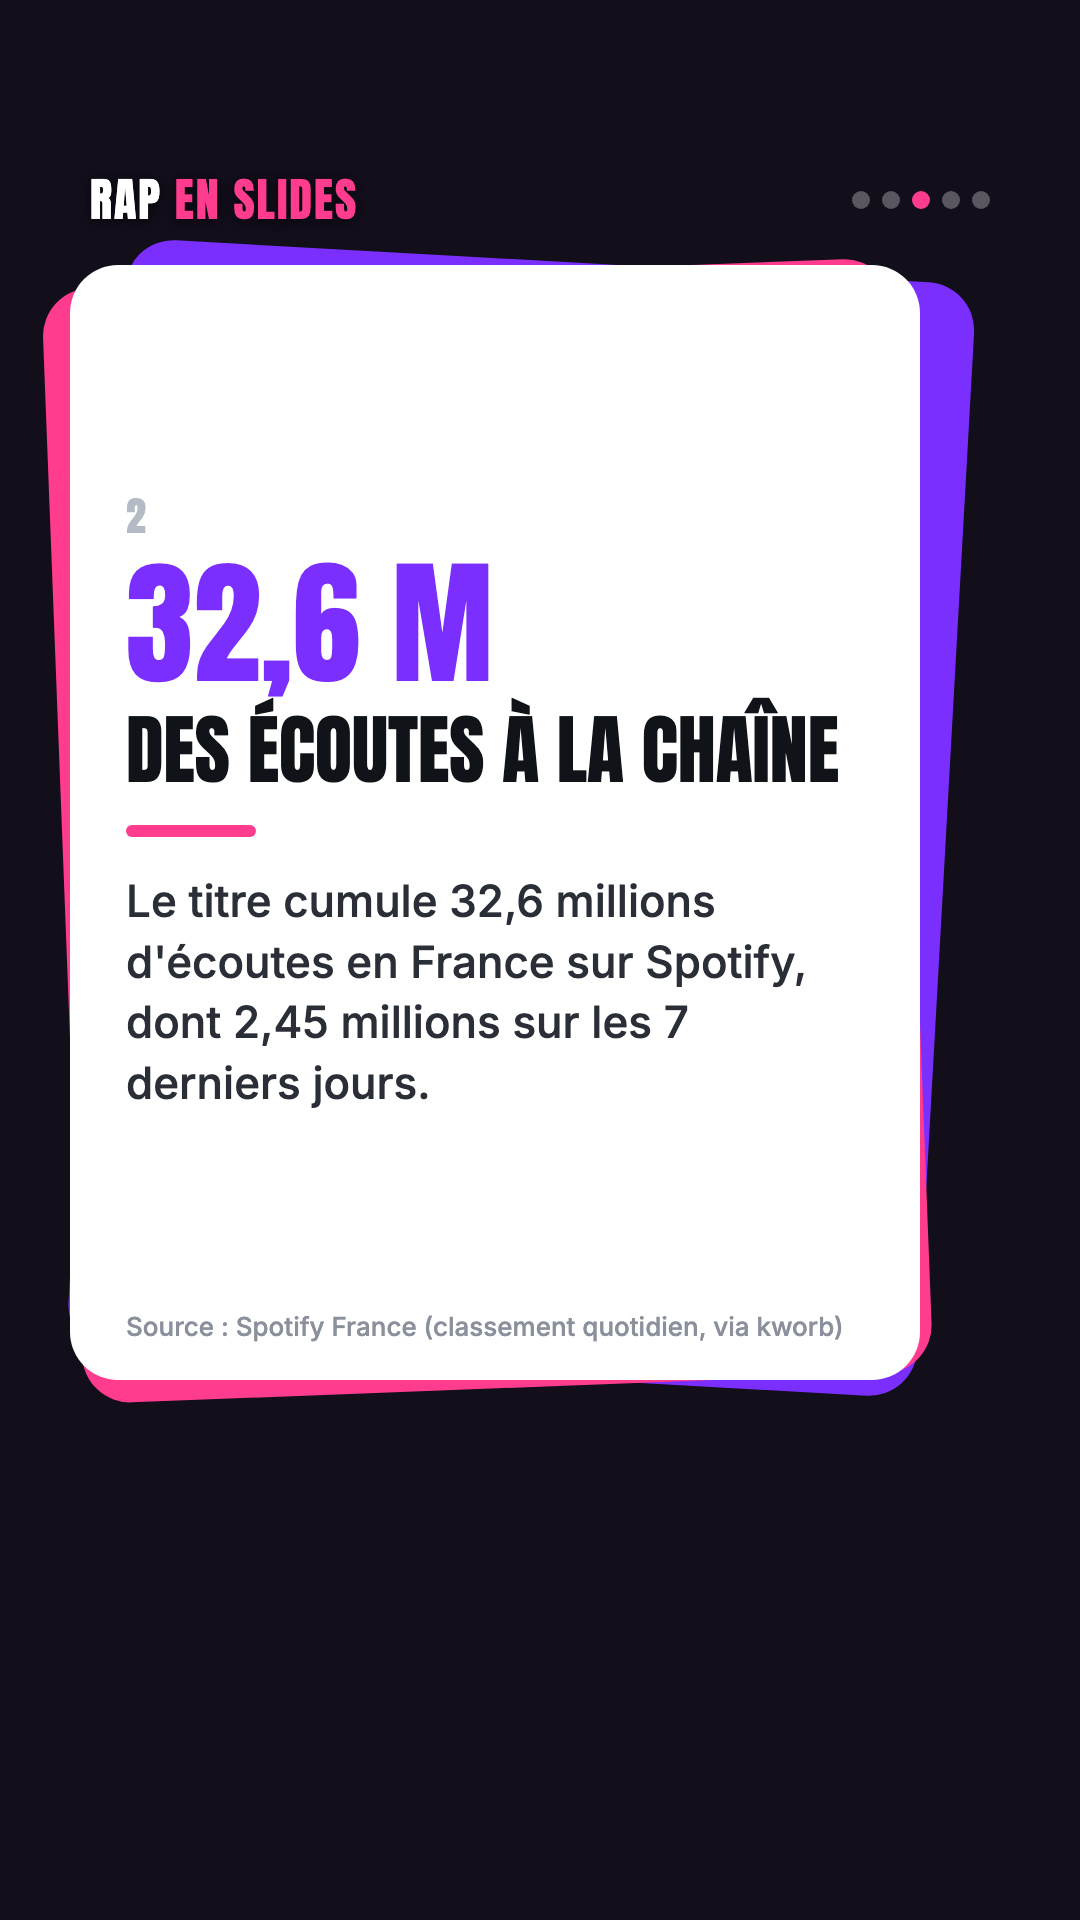 RAP EN SLIDES
2
32,6 M
DES ÉCOUTES À LA CHAÎNE
Le titre cumule 32,6 millions
d'écoutes en France sur Spotify,
dont 2,45 millions sur les 7
derniers jours.
Source : Spotify France (classement quotidien, via kworb)